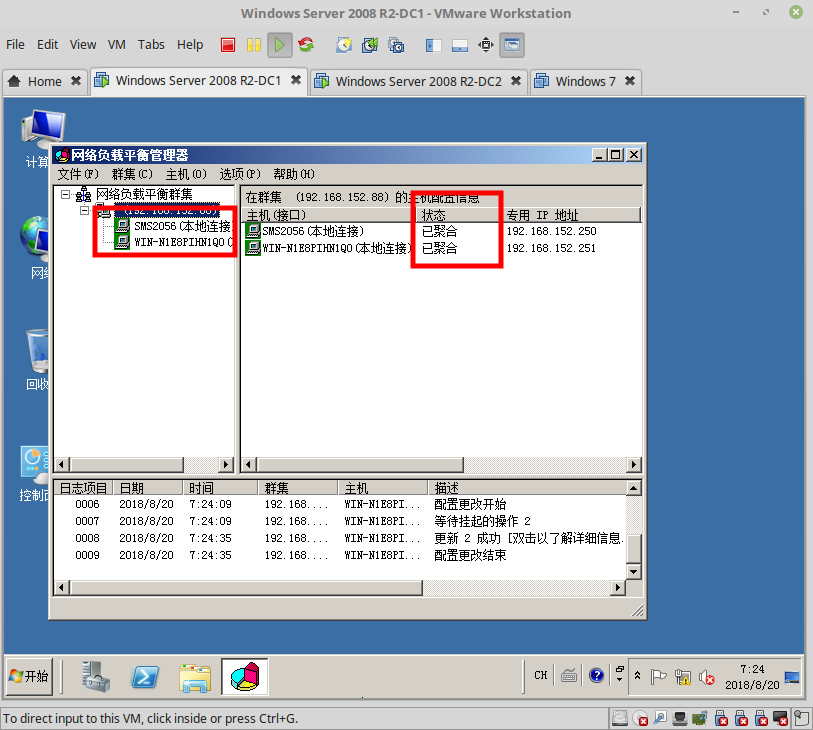 Windows Server 2008 R2-DC1 - VMware Workstation
File Edit View VM Tabs Help
Home Windows Server 2008 R2-DC1 Windows Server 2008 R2-DC2 Windows 7
计算
网络
回收
控制面
网络负载平衡管理器
文件(F) 群集(C) 主机(O) 选项(P) 帮助(H)
网络负载平衡群集
(192.168.152.88)
SMS2056(本地连接)
WIN-N1E8PIHN1QO(
在群集 (192.168.152.88) 的主机配置信息
主机(接口) 状态 专用 IP 地址
SMS2056(本地连接) 已聚合 192.168.152.250
WIN-N1E8PIHN1QO(本地连接) 已聚合 192.168.152.251
日志项目 日期 时间 群集 主机 描述
0006 2018/8/20 7:24:09 192.168.... WIN-N1E8PI... 配置更改开始
0007 2018/8/20 7:24:09 192.168.... WIN-N1E8PI... 等待挂起的操作 2
0008 2018/8/20 7:24:35 192.168.... WIN-N1E8PI... 更新 2 成功 [双击以了解详细信息.
0009 2018/8/20 7:24:35 192.168.... WIN-N1E8PI... 配置更改结束
开始 CH 7:24
2018/8/20
To direct input to this VM, click inside or press Ctrl+G.